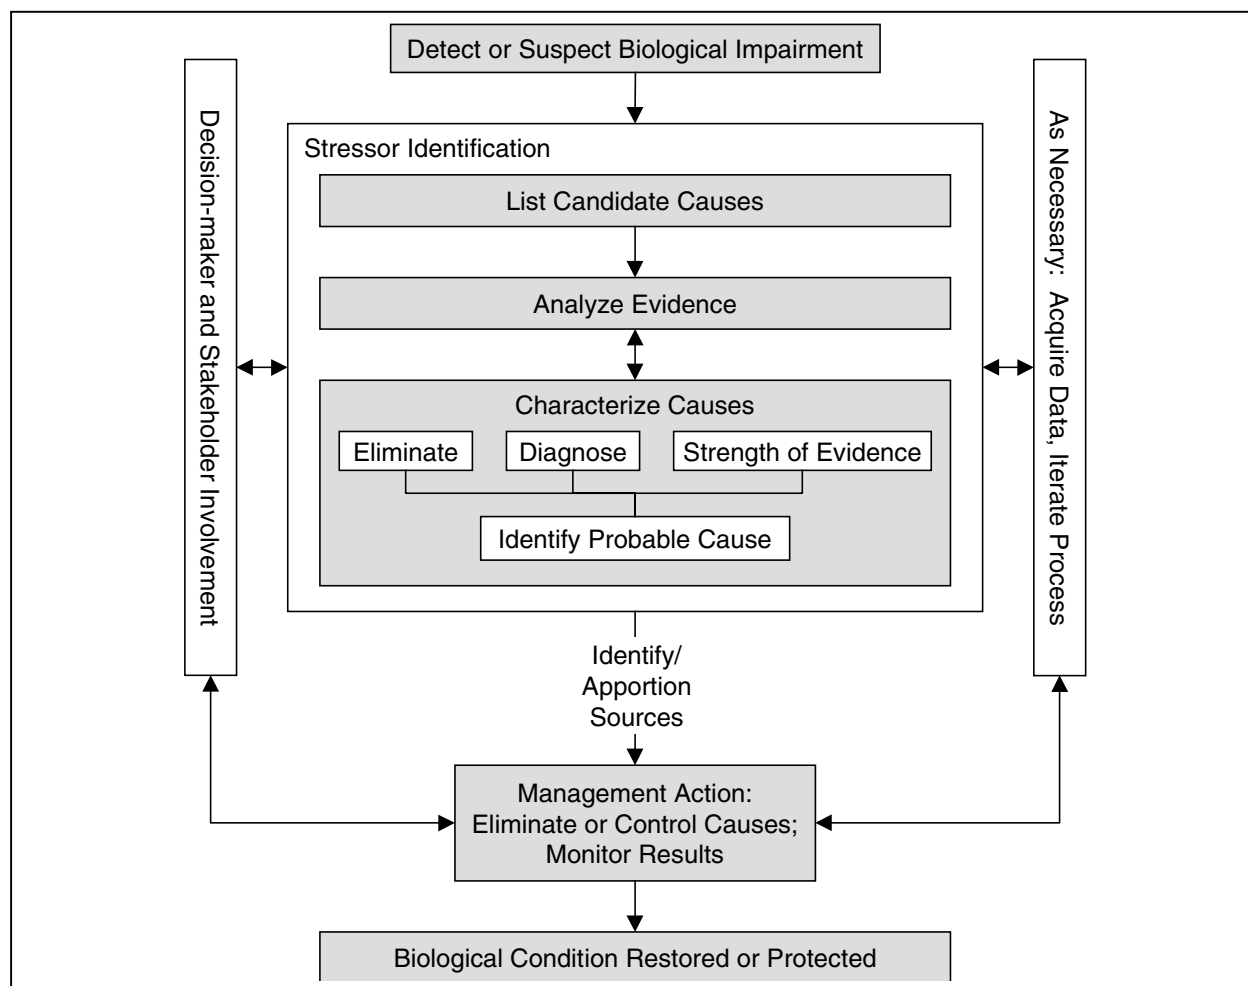 Detect or Suspect Biological Impairment
Decision-maker and Stakeholder Involvement
As Necessary: Acquire Data, Iterate Process
Stressor Identification
List Candidate Causes
Analyze Evidence
Characterize Causes
Eliminate
Diagnose
Strength of Evidence
Identify Probable Cause
Identify/
Apportion
Sources
Management Action:
Eliminate or Control Causes;
Monitor Results
Biological Condition Restored or Protected